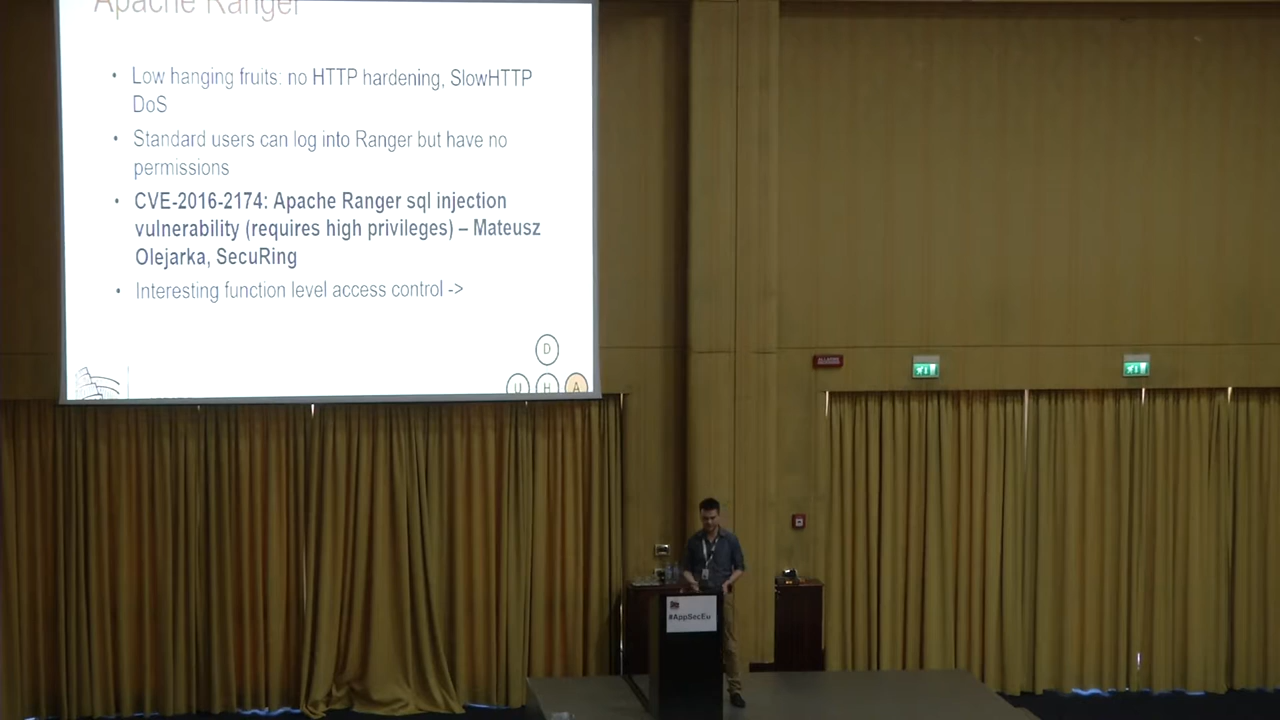 Apache Ranger
• Low hanging fruits: no HTTP hardening, SlowHTTP
DoS
• Standard users can log into Ranger but have no
permissions
• CVE-2016-2174: Apache Ranger sql injection
vulnerability (requires high privileges) – Mateusz
Olejarka, SecuRing
• Interesting function level access control ->
D
U H A
ALLARME
#AppSecEu